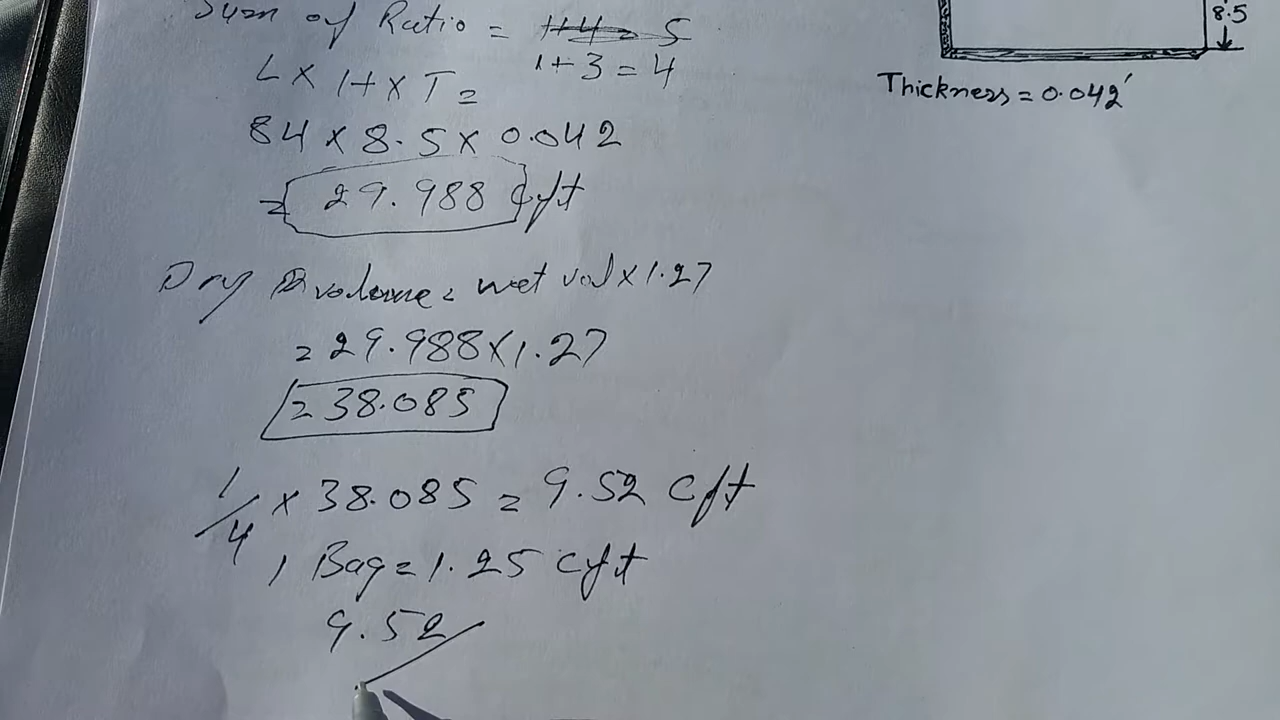 Sum of Ratio = 1+4= 5
1+3=4
L×H×T=
84×8.5×0.042
= 29.988 Cft
Dry volume= wet vol×1.27
=29.988×1.27
=38.085
1/4 × 38.085 = 9.52 Cft
1 Bag=1.25 Cft
9.52/
8.5
Thickness=0.042'